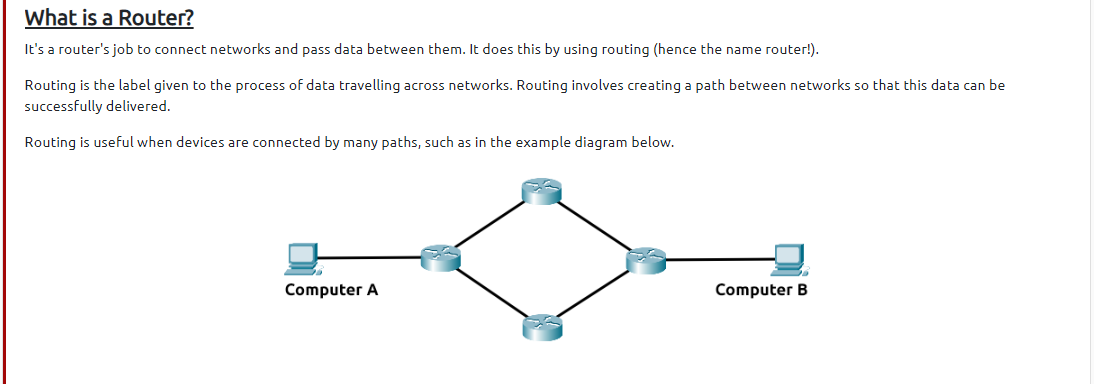 What is a Router?
It's a router's job to connect networks and pass data between them. It does this by using routing (hence the name router!).
Routing is the label given to the process of data travelling across networks. Routing involves creating a path between networks so that this data can be
successfully delivered.
Routing is useful when devices are connected by many paths, such as in the example diagram below.
Computer A
Computer B